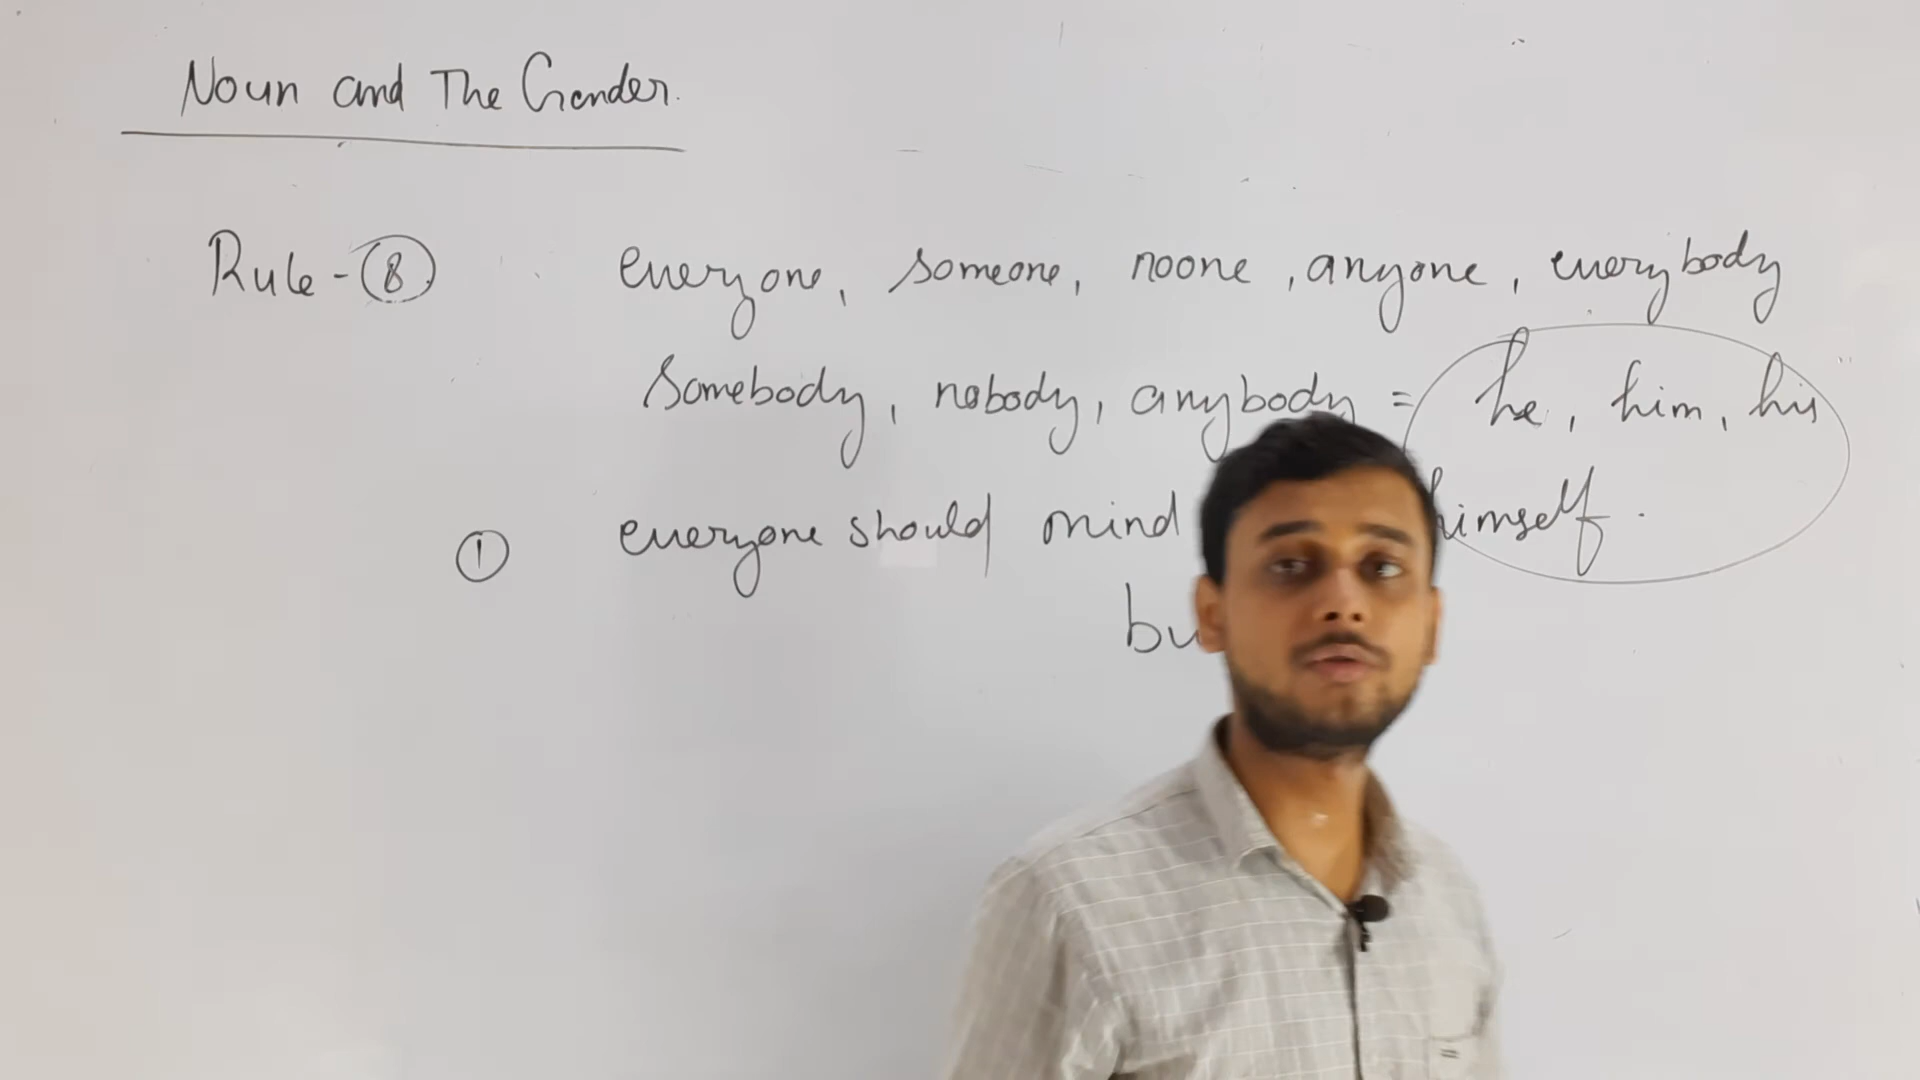 Noun and The Gender.
Rule - 8 everyone, someone, noone, anyone, everybody
somebody, nobody, anybody = he, him, his
himself.
1 everyone should mind